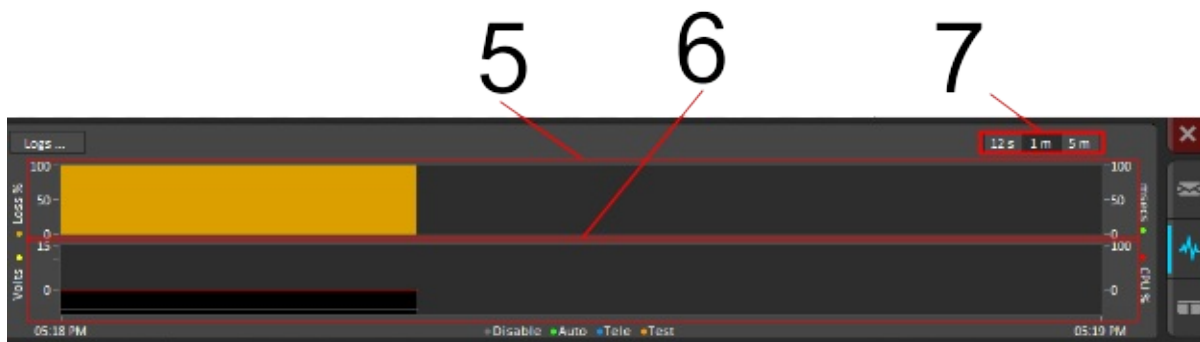 5 6 7
Logs ...
12 s 1 m 5 m
100 100
Loss % 50 50 msecs
0 0
15 100
Volts 0 0 CPU %
05:18 PM Disable Auto Tele Test 05:19 PM